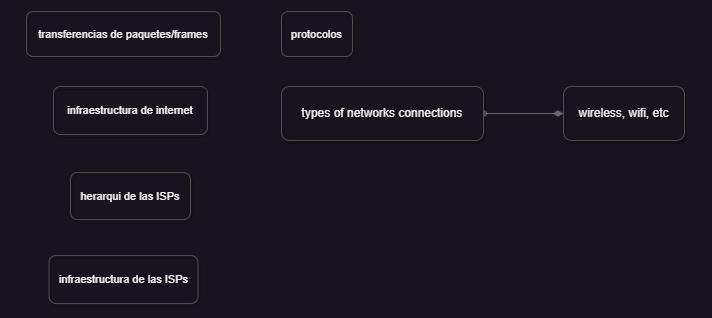 transferencias de paquetes/frames
protocolos
infraestructura de internet
types of networks connections
wireless, wifi, etc
herarqui de las ISPs
infraestructura de las ISPs